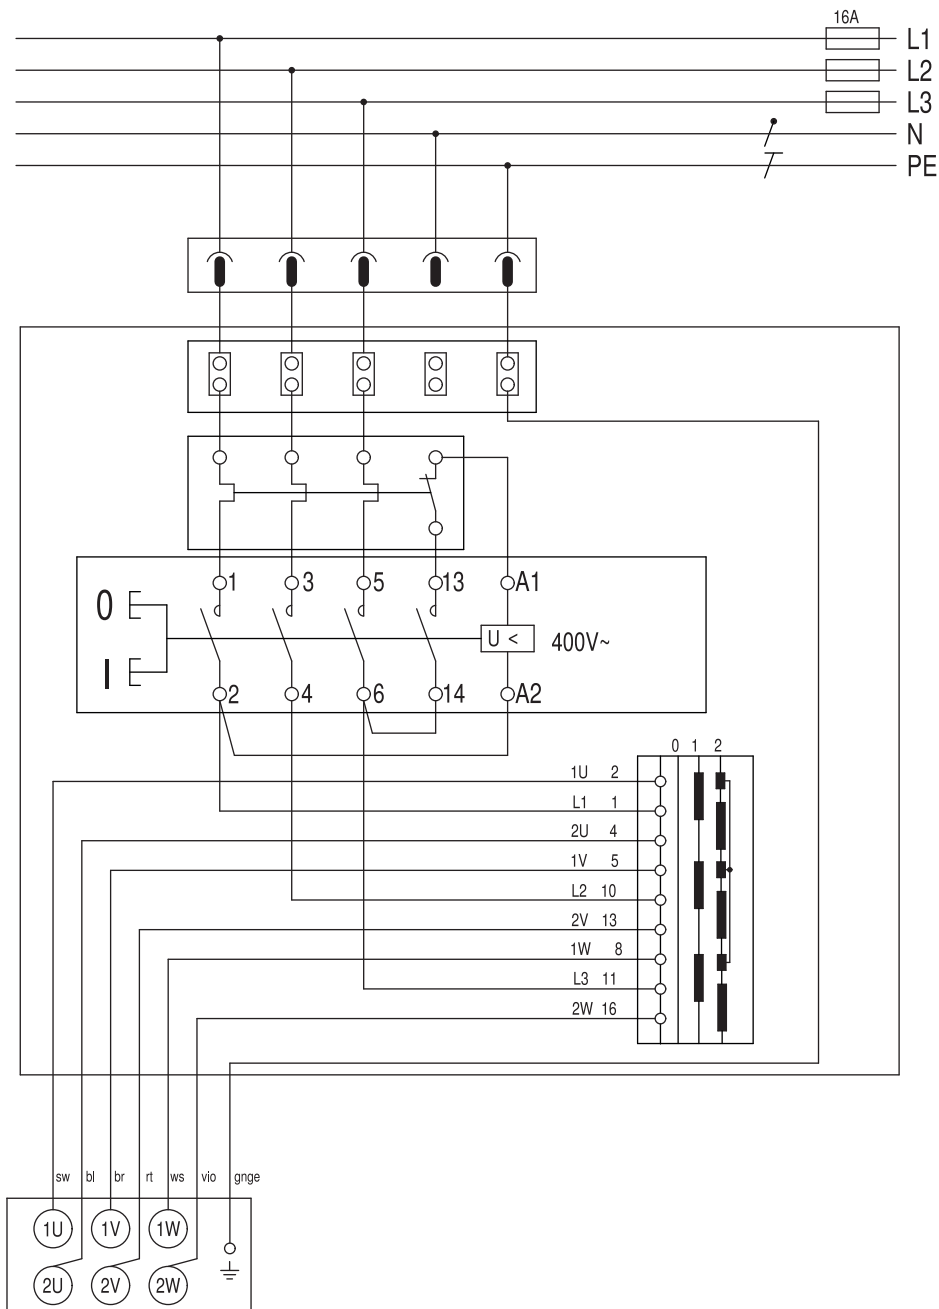 16A
L1
L2
L3
N
PE
1 3 5 13 A1
0
U < 400V~
I
2 4 6 14 A2
0 1 2
1U 2
L1 1
2U 4
1V 5
L2 10
2V 13
1W 8
L3 11
2W 16
sw bl br rt ws vio gnge
1U 1V 1W
2U 2V 2W